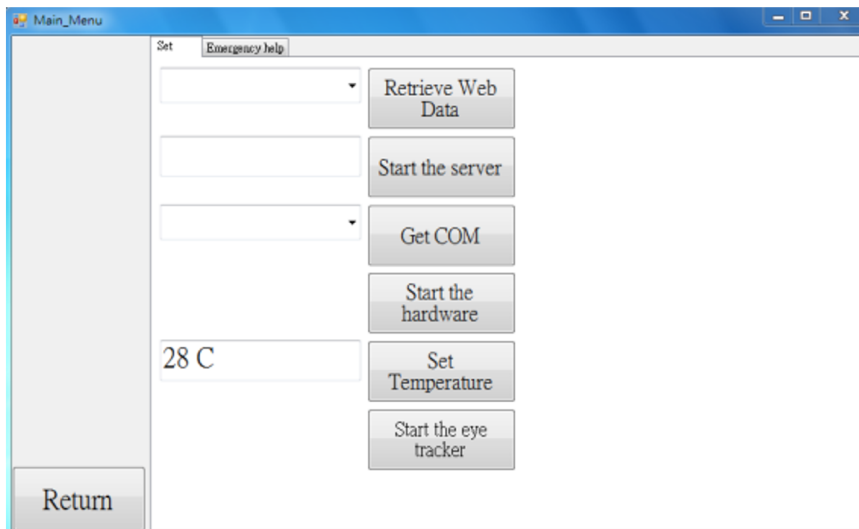 Main_Menu
Set
Emergency help
Retrieve Web
Data
Start the server
Get COM
Start the
hardware
28 C
Set
Temperature
Start the eye
tracker
Return